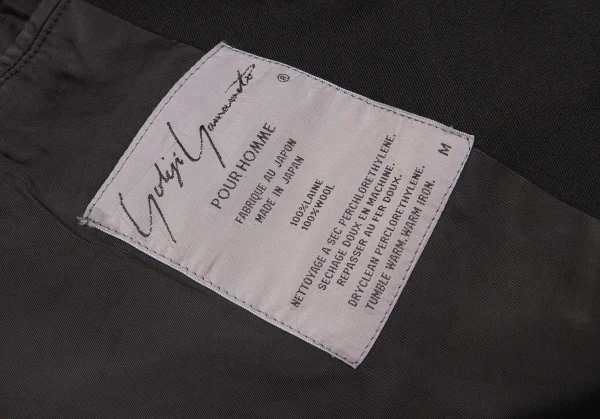 Yohji Yamamoto ®
POUR HOMME
FABRIQUE AU JAPON
MADE IN JAPAN
100%LAINE
100%WOOL
M
NETTOYAGE A SEC PERCHLORETHYLENE.
SECHAGE DOUX EN MACHINE.
REPASSER AU FER DOUX.
DRYCLEAN PERCLORETHYLENE.
TUMBLE WARM. WARM IRON.